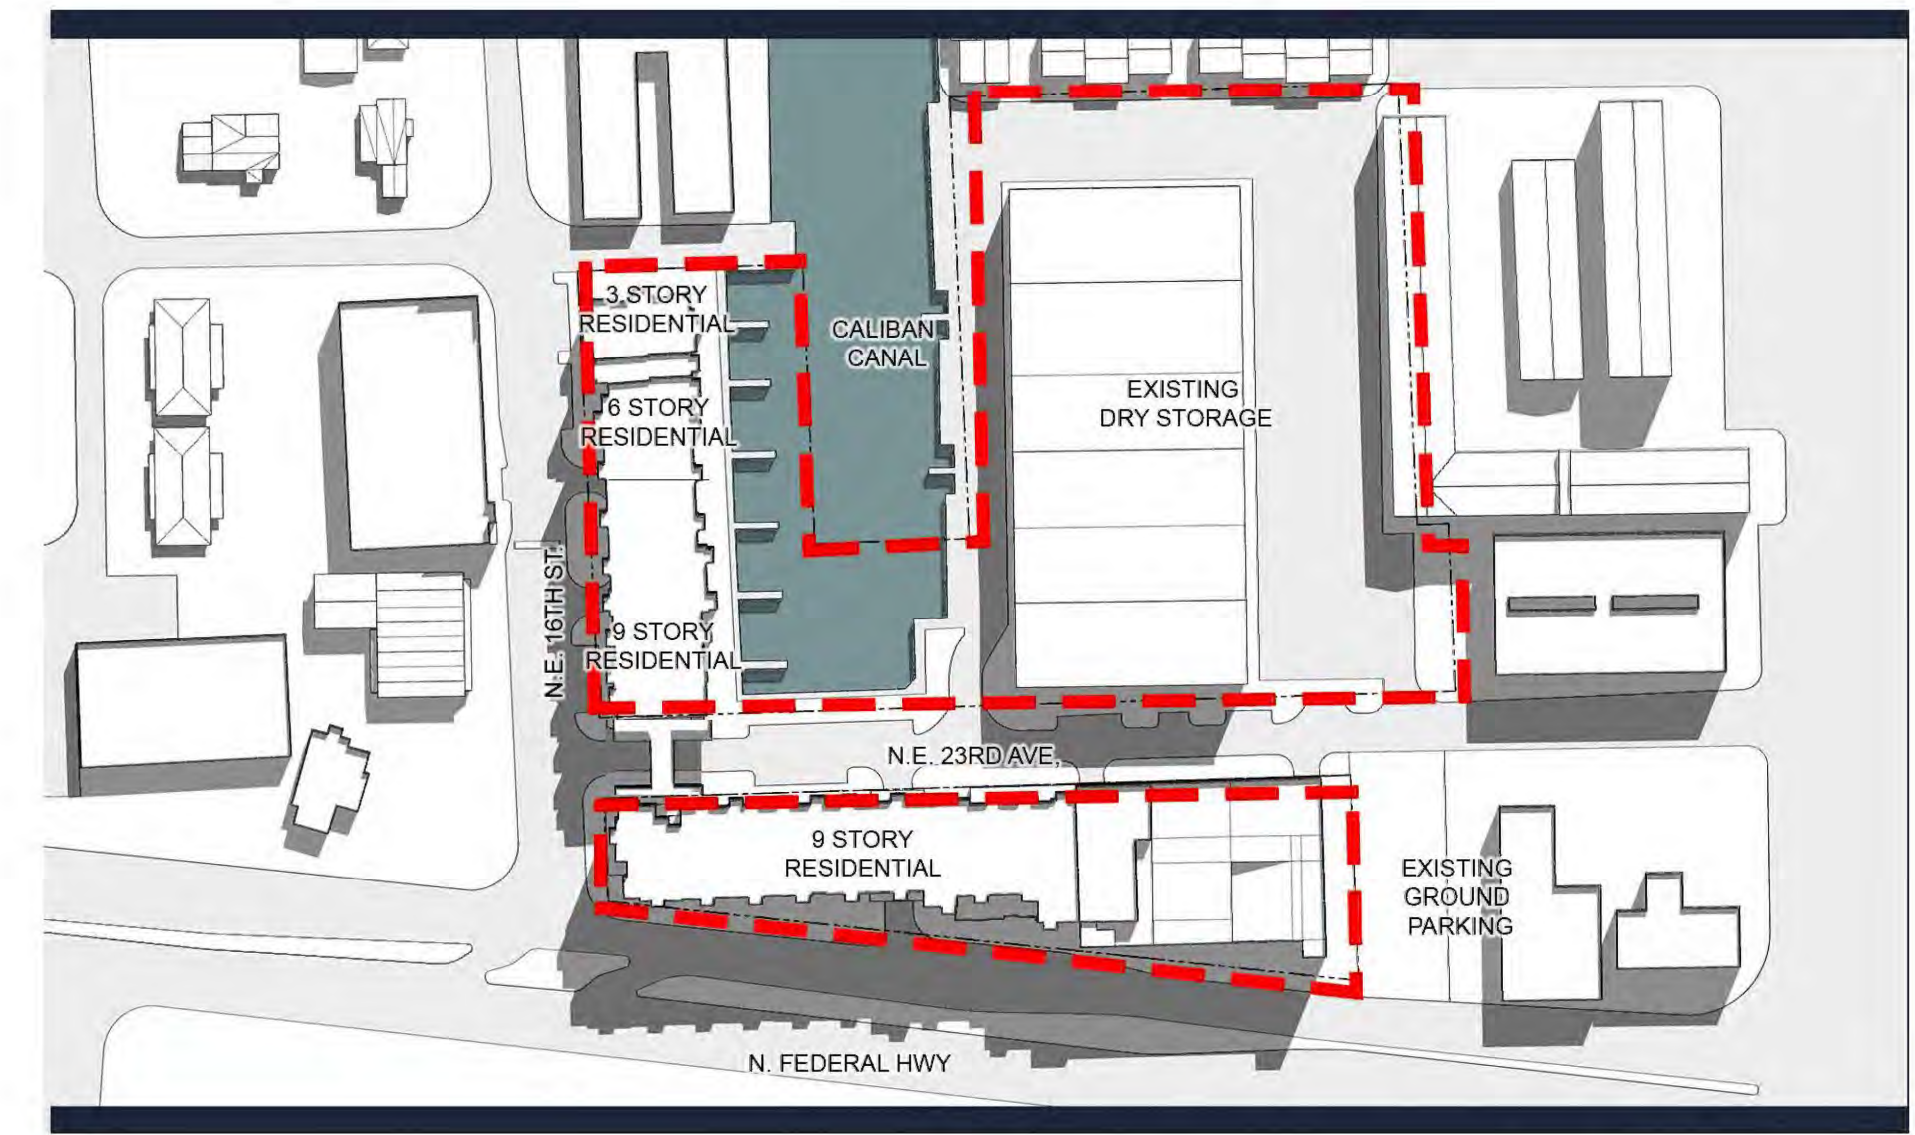 3 STORY
RESIDENTIAL
CALIBAN
CANAL
6 STORY
RESIDENTIAL
EXISTING
DRY STORAGE
N.E. 16TH ST.
9 STORY
RESIDENTIAL
N.E. 23RD AVE,
9 STORY
RESIDENTIAL
EXISTING
GROUND
PARKING
N. FEDERAL HWY